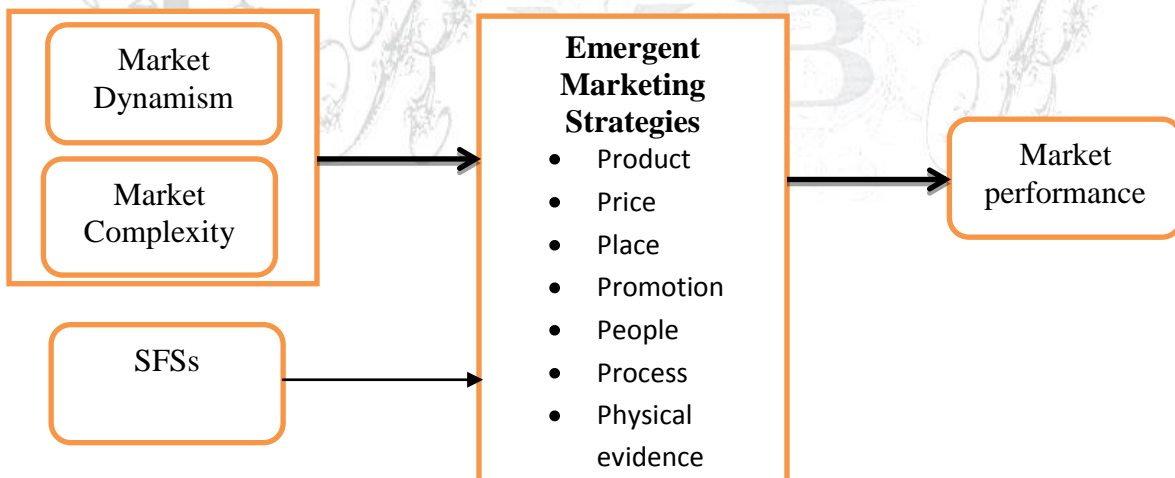 Market
Dynamism
Market
Complexity
SFSs
Emergent
Marketing
Strategies
• Product
• Price
• Place
• Promotion
• People
• Process
• Physical
evidence
Market
performance